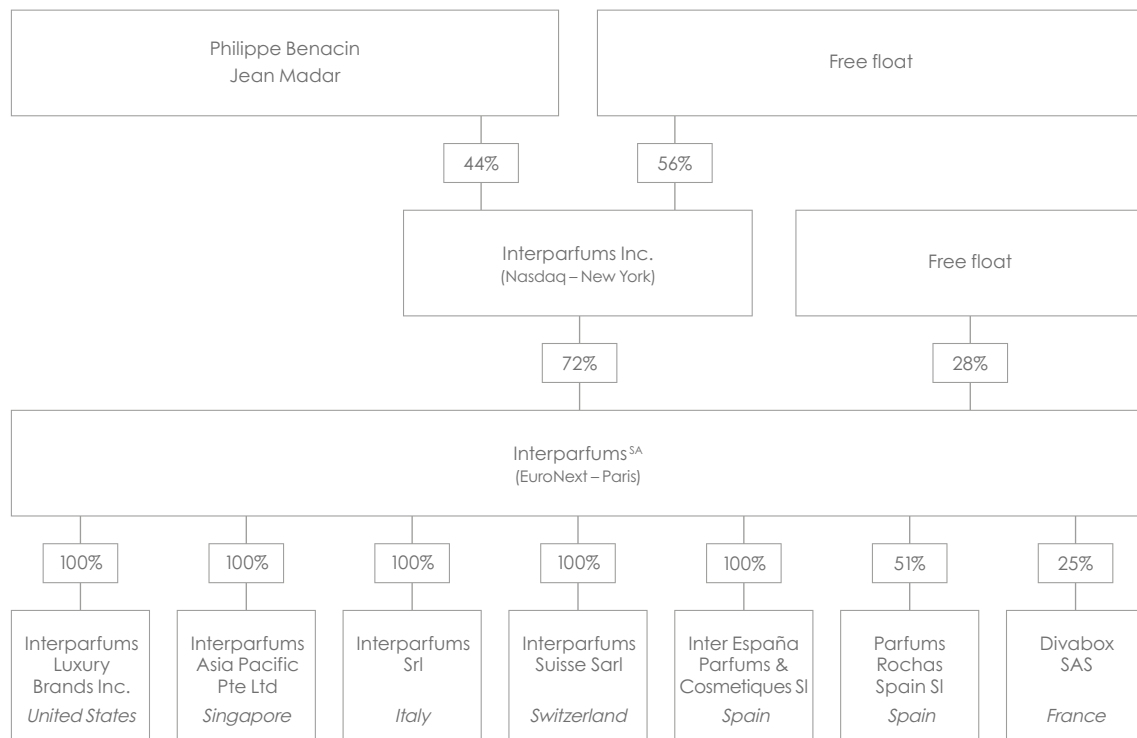 Philippe Benacin
Jean Madar
Free float
44%
56%
Interparfums Inc.
(Nasdaq – New York)
Free float
72%
28%
Interparfums SA
(EuroNext – Paris)
100%
100%
100%
100%
100%
51%
25%
Interparfums
Luxury
Brands Inc.
United States
Interparfums
Asia Pacific
Pte Ltd
Singapore
Interparfums
Srl
Italy
Interparfums
Suisse Sarl
Switzerland
Inter España
Parfums &
Cosmetiques Sl
Spain
Parfums
Rochas
Spain Sl
Spain
Divabox
SAS
France